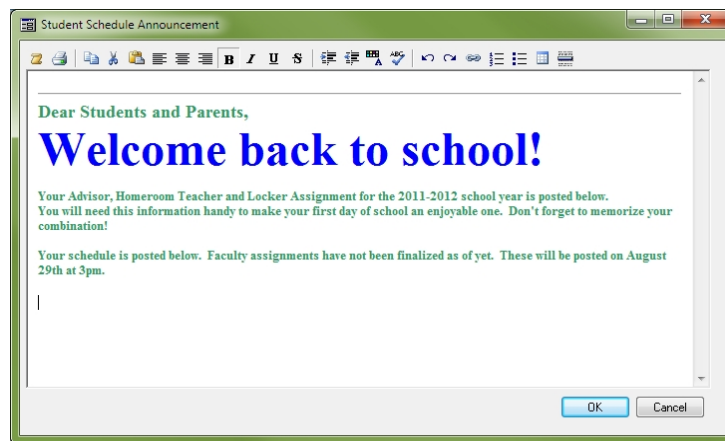 Student Schedule Announcement
B I U S ABC
Dear Students and Parents,
Welcome back to school!
Your Advisor, Homeroom Teacher and Locker Assignment for the 2011-2012 school year is posted below.
You will need this information handy to make your first day of school an enjoyable one. Don't forget to memorize your
combination!
Your schedule is posted below. Faculty assignments have not been finalized as of yet. These will be posted on August
29th at 3pm.
OK Cancel